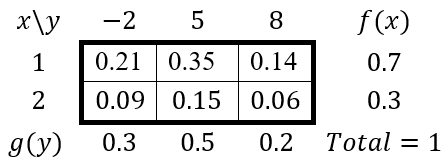 x\y −2 5 8 f(x)
1 0.21 0.35 0.14 0.7
2 0.09 0.15 0.06 0.3
g(y) 0.3 0.5 0.2 Total = 1